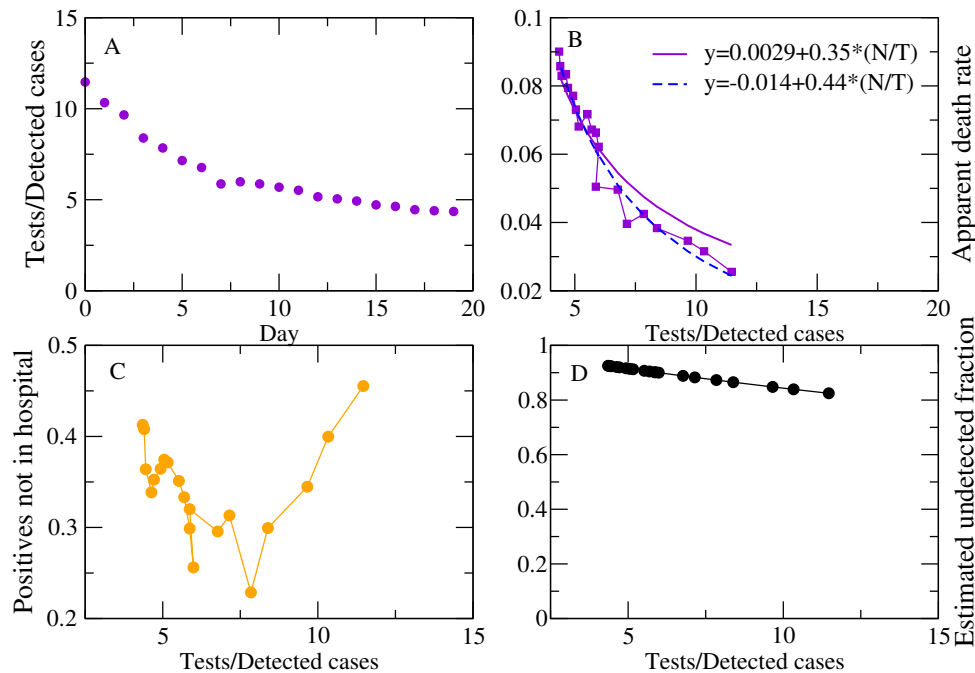 A
15
10
5
0
Tests/Detected cases
0
5
10
15
20
Day
B
y=0.0029+0.35*(N/T)
y=-0.014+0.44*(N/T)
0.1
0.08
0.06
0.04
0.02
Apparent death rate
5
10
15
20
Tests/Detected cases
C
0.5
0.4
0.3
0.2
Positives not in hospital
5
10
15
Tests/Detected cases
D
1
0.8
0.6
0.4
0.2
0
Estimated undetected fraction
5
10
15
Tests/Detected cases